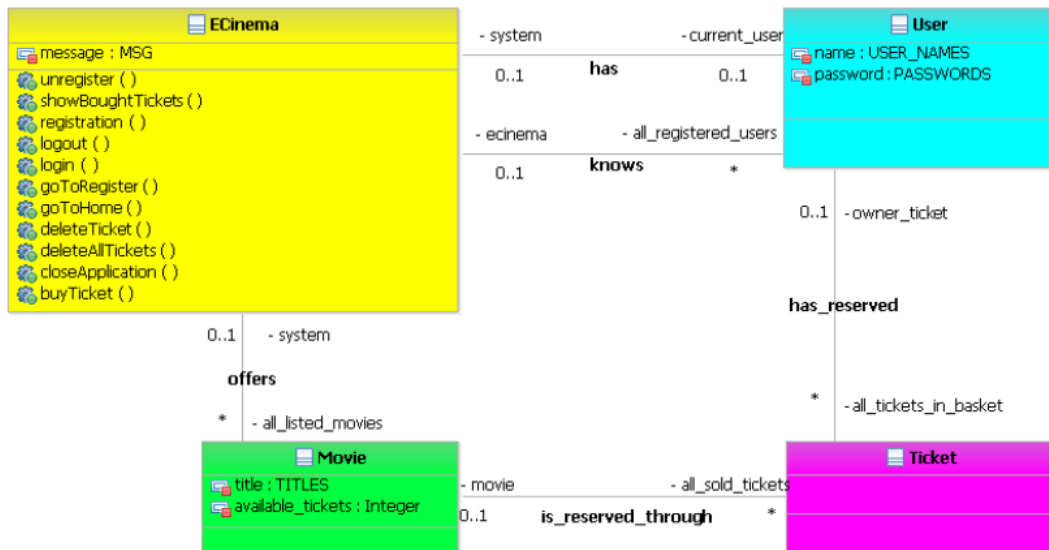 ECinema
message : MSG
unregister ( )
showBoughtTickets ( )
registration ( )
logout ( )
login ( )
goToRegister ( )
goToHome ( )
deleteTicket ( )
deleteAllTickets ( )
closeApplication ( )
buyTicket ( )
- system
- current_user
0..1
has
0..1
- ecinema
- all_registered_users
0..1
knows
*
User
name : USER_NAMES
password : PASSWORDS
0..1
- owner_ticket
has_reserved
*
- all_tickets_in_basket
0..1
- system
offers
*
- all_listed_movies
Movie
title : TITLES
available_tickets : Integer
- movie
- all_sold_tickets
0..1
is_reserved_through
*
Ticket